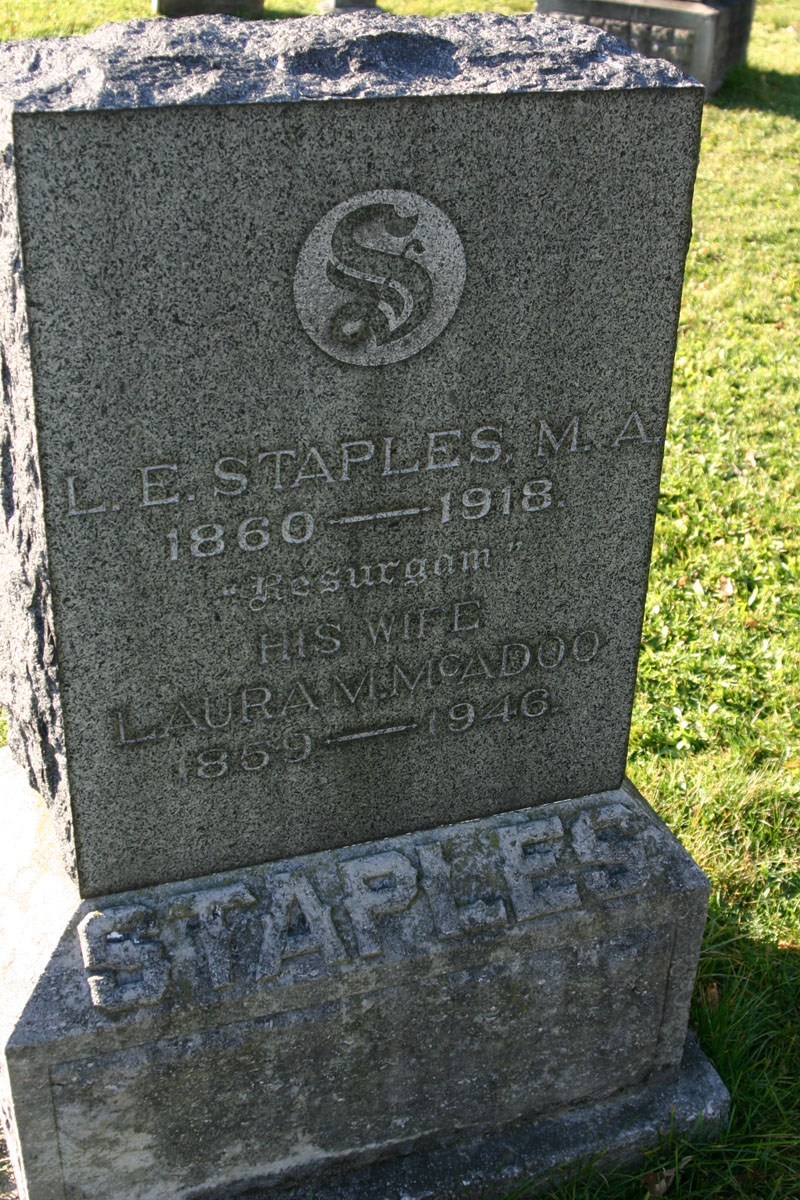 S
L. E. STAPLES, M. A.
1860 — 1918.
"Resurgam"
HIS WIFE
LAURA M. McADOO
1859 — 1946.
STAPLES